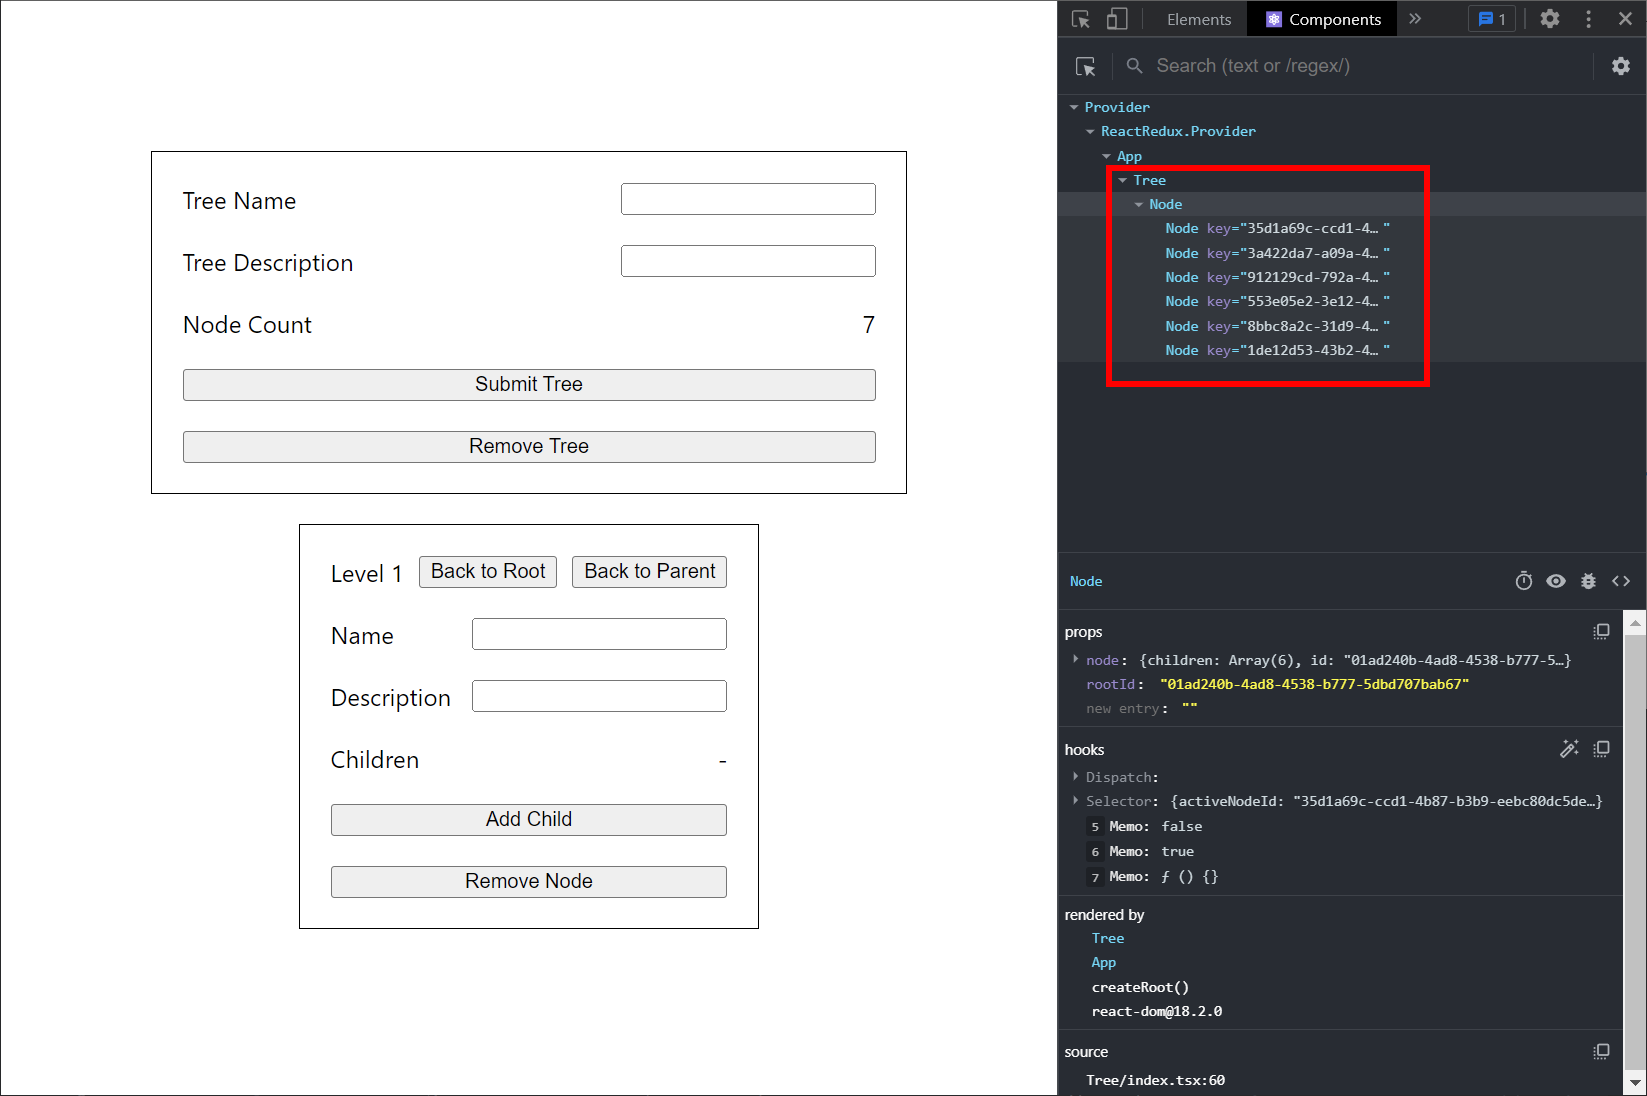 Tree Name
Tree Description
Node Count 7
Submit Tree
Remove Tree
Level 1 Back to Root Back to Parent
Name
Description
Children -
Add Child
Remove Node
Elements Components » 1
Search (text or /regex/)
Provider
ReactRedux.Provider
App
Tree
Node
Node key="35d1a69c-ccd1-4… "
Node key="3a422da7-a09a-4… "
Node key="912129cd-792a-4… "
Node key="553e05e2-3e12-4… "
Node key="8bbc8a2c-31d9-4… "
Node key="1de12d53-43b2-4… "
Node
props
node: {children: Array(6), id: "01ad240b-4ad8-4538-b777-5…}
rootId: "01ad240b-4ad8-4538-b777-5dbd707bab67"
new entry: ""
hooks
Dispatch:
Selector: {activeNodeId: "35d1a69c-ccd1-4b87-b3b9-eebc80dc5de…}
5 Memo: false
6 Memo: true
7 Memo: ƒ () {}
rendered by
Tree
App
createRoot()
react-dom@18.2.0
source
Tree/index.tsx:60